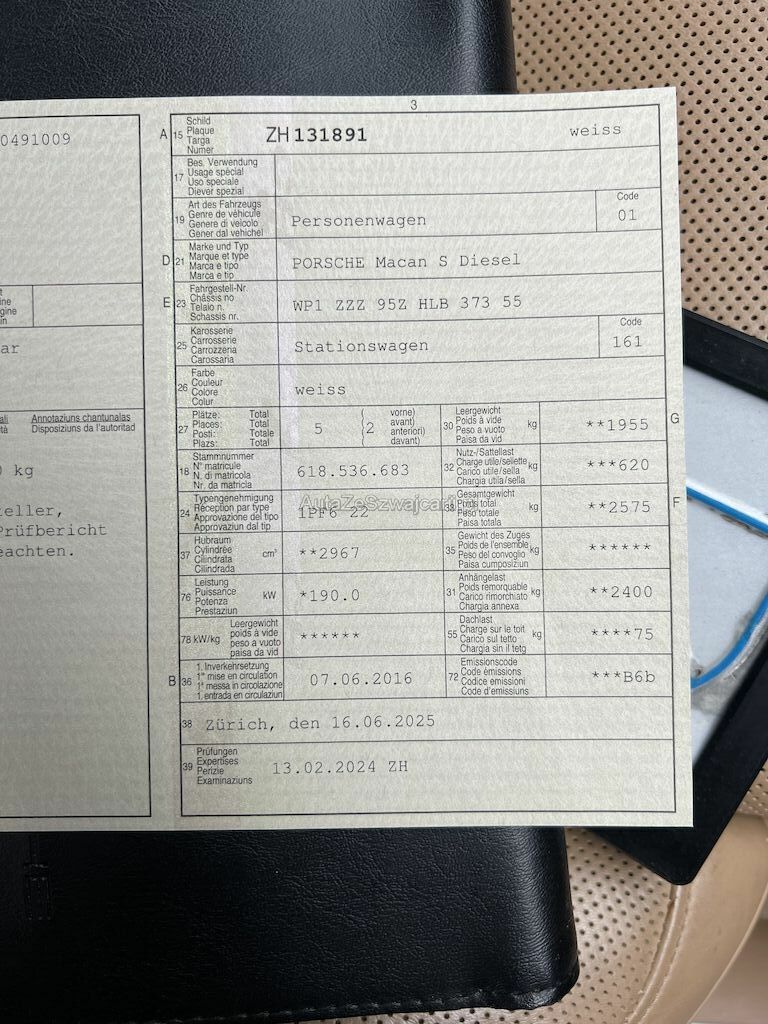 3
0491009
ar
Annotaziuns chantunalas
Disposiziuns da l'autoritad
kg
Prüfbericht
A 15 Schild
Plaque
Targa
Numer
ZH 131891 weiss
17 Bes. Verwendung
Usage spécial
Uso speciale
Diever spezial
19 Art des Fahrzeugs
Genre de véhicule
Genere di veicolo
Gener dal vehichel
Personenwagen
Code
01
D 21 Marke und Typ
Marque et type
Marca e tipo
Marca e tip
PORSCHE Macan S Diesel
E 23 Fahrgestell-Nr.
Châssis no
Telaio n.
Schassis nr.
WP1 ZZZ 95Z HLB 373 55
25 Karosserie
Carrosserie
Carrozzeria
Carossaria
Stationswagen
Code
161
26 Farbe
Couleur
Colore
Colur
weiss
27 Plätze: Total
Places: Total
Posti: Totale
Plazs: Total
5
(2 vorne)
avant)
anteriori)
davant)
30 Leergewicht
Poids à vide
Peso a vuoto
Paisa da vid
kg
**1955
G
18 Stammnummer
N° matricule
N. di matricola
Nr. da matricla
618.536.683
32 Nutz-/Sattellast
Charge utile/sellette
Carico utile/sella
Chargia utila/sella
kg
***620
24 Typengenehmigung
Réception par type
Approvazione del tipo
Approvaziun dal tip
1PF6 22
Gesamtgewicht
Poids total
Peso totale
Paisa totala
kg
**2575
F
37 Hubraum
Cylindrée
Cilindrata
Cilindrada
cm³
**2967
35 Gewicht des Zuges
Poids de l'ensemble
Peso del convoglio
Paisa cumposiziun
kg
******
76 Leistung
Puissance
Potenza
Prestaziun
kW
*190.0
31 Anhängelast
Poids remorquable
Carico rimorchiato
Chargia annexa
kg
**2400
78 kW/kg
Leergewicht
poids à vide
peso a vuoto
paisa da vid
******
55 Dachlast
Charge sur le toit
Carico sul tetto
Chargia sin il tetg
kg
****75
B 36 1. Inverkehrsetzung
1re mise en circulation
1a messa in circolazione
1. entrada en circulaziun
07.06.2016
72 Emissionscode
Code émissions
Codice emissioni
Code d'emissiuns
***B6b
38 Zürich, den 16.06.2025
39 Prüfungen
Expertises
Perizie
Examinaziuns
13.02.2024 ZH